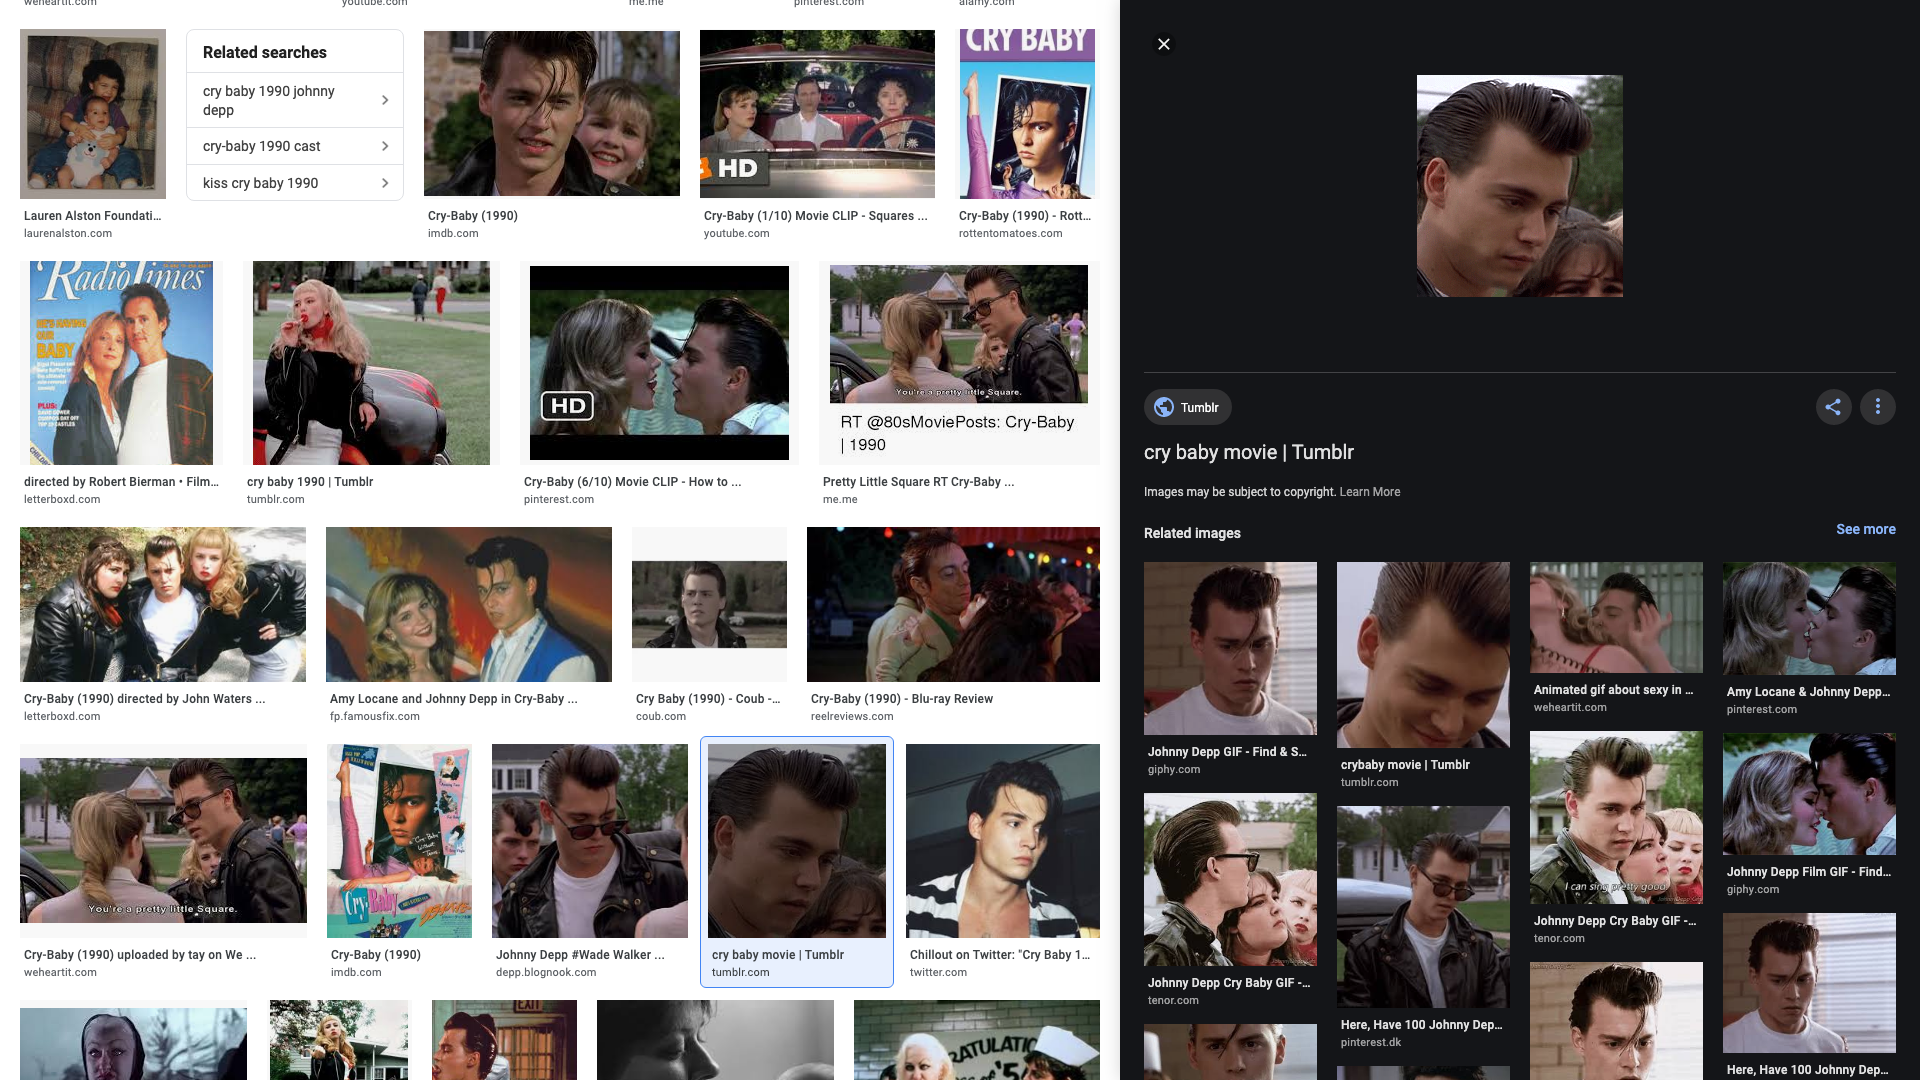 weheartit.com
youtube.com
me.me
pinterest.com
alamy.com
Related searches
cry baby 1990 johnny
depp
cry-baby 1990 cast
kiss cry baby 1990
HD
CRY BABY
Lauren Alston Foundati...
laurenalston.com
Cry-Baby (1990)
imdb.com
Cry-Baby (1/10) Movie CLIP - Squares ...
youtube.com
Cry-Baby (1990) - Rott...
rottentomatoes.com
RadioTimes
HE'S HAVING
OUR
BABY
PLUS:
HD
You're a pretty little Square.
RT @80sMoviePosts: Cry-Baby
| 1990
directed by Robert Bierman • Film...
letterboxd.com
cry baby 1990 | Tumblr
tumblr.com
Cry-Baby (6/10) Movie CLIP - How to ...
pinterest.com
Pretty Little Square RT Cry-Baby ...
me.me
Cry-Baby (1990) directed by John Waters ...
letterboxd.com
Amy Locane and Johnny Depp in Cry-Baby ...
fp.famousfix.com
Cry Baby (1990) - Coub -...
coub.com
Cry-Baby (1990) - Blu-ray Review
reelreviews.com
You're a pretty little Square.
Cry-Baby
Cry-Baby (1990) uploaded by tay on We ...
weheartit.com
Cry-Baby (1990)
imdb.com
Johnny Depp #Wade Walker ...
depp.blognook.com
cry baby movie | Tumblr
tumblr.com
Chillout on Twitter: "Cry Baby 1...
twitter.com
EXIT
Tumblr
cry baby movie | Tumblr
Images may be subject to copyright. Learn More
Related images
See more
Johnny Depp GIF - Find & S...
giphy.com
crybaby movie | Tumblr
tumblr.com
Animated gif about sexy in ...
weheartit.com
Amy Locane & Johnny Depp...
pinterest.com
I can sing pretty good
Johnny Depp Cry Baby GIF -...
tenor.com
Here, Have 100 Johnny Dep...
pinterest.dk
Johnny Depp Cry Baby GIF -...
tenor.com
Johnny Depp Film GIF - Find...
giphy.com
Here, Have 100 Johnny Dep...